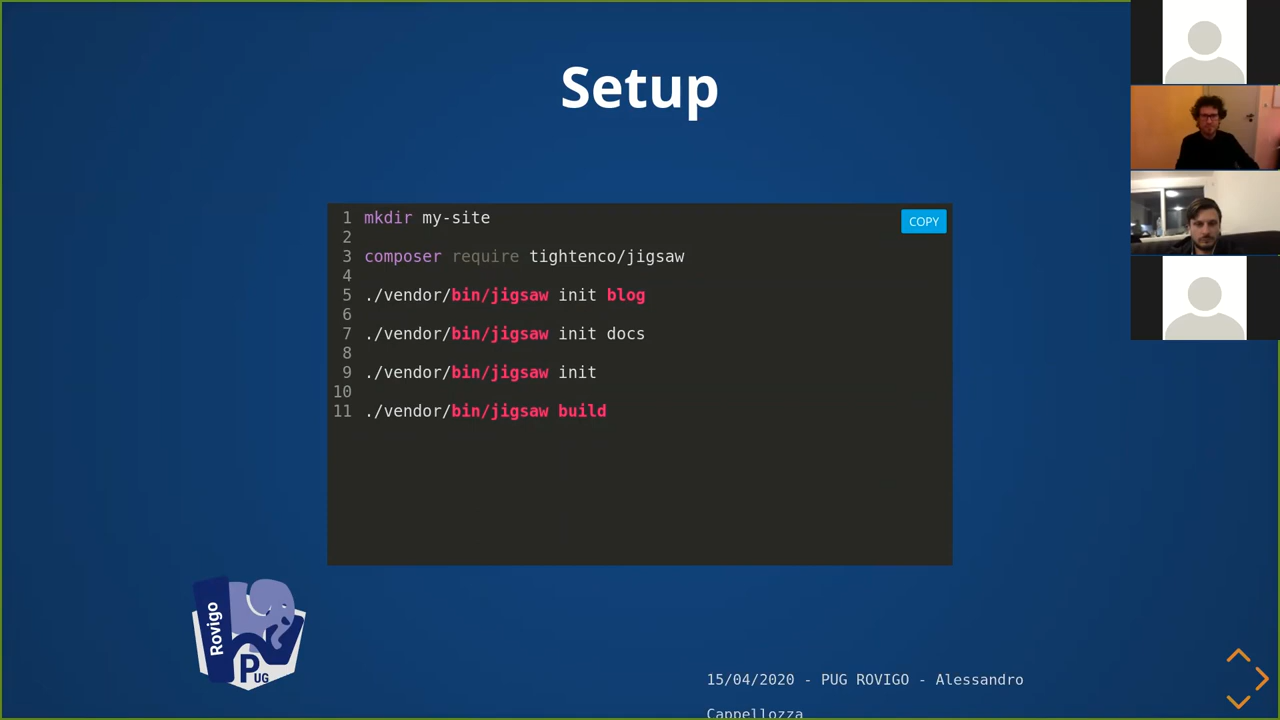 Setup
1 mkdir my-site
2
3 composer require tightenco/jigsaw
4
5 ./vendor/bin/jigsaw init blog
6
7 ./vendor/bin/jigsaw init docs
8
9 ./vendor/bin/jigsaw init
10
11 ./vendor/bin/jigsaw build
COPY
Rovigo
PUG
15/04/2020 - PUG ROVIGO - Alessandro
Cappellozza